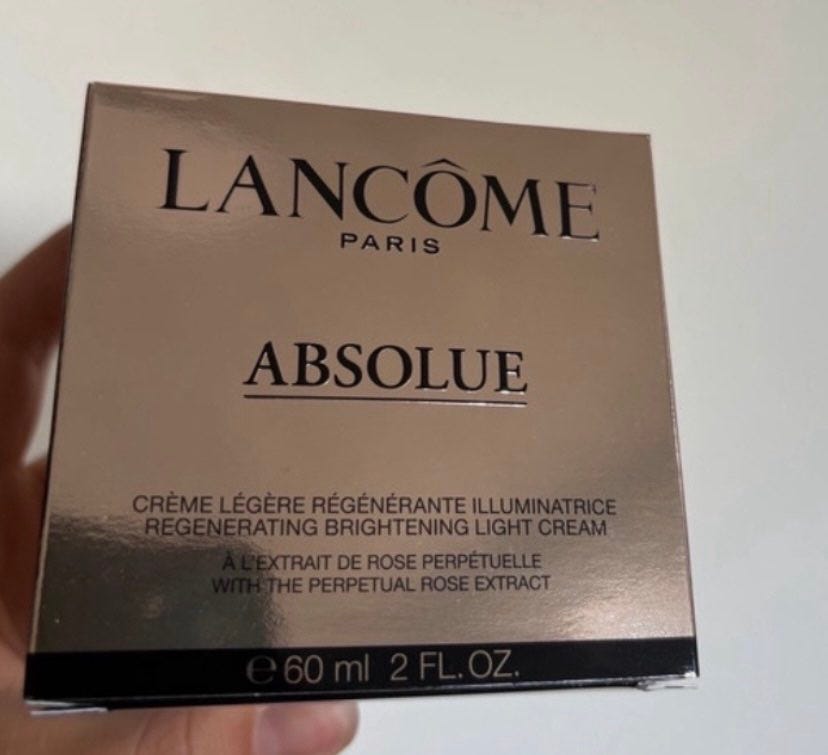 LANCÔME
PARIS
ABSOLUE
CRÈME LÉGÈRE RÉGÉNÉRANTE ILLUMINATRICE
REGENERATING BRIGHTENING LIGHT CREAM
À L'EXTRAIT DE ROSE PERPÉTUELLE
WITH THE PERPETUAL ROSE EXTRACT
℮ 60 ml 2 FL. OZ.